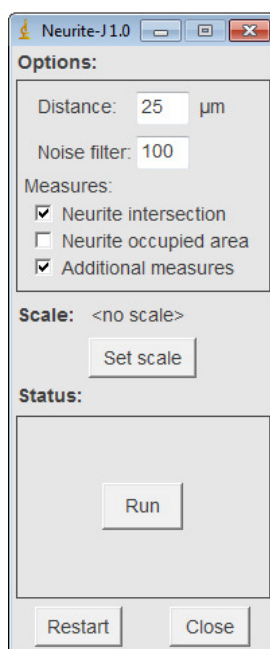 Neurite-J 1.0
Options:
Distance: 25 µm
Noise filter: 100
Measures:
Neurite intersection
Neurite occupied area
Additional measures
Scale: <no scale>
Set scale
Status:
Run
Restart Close